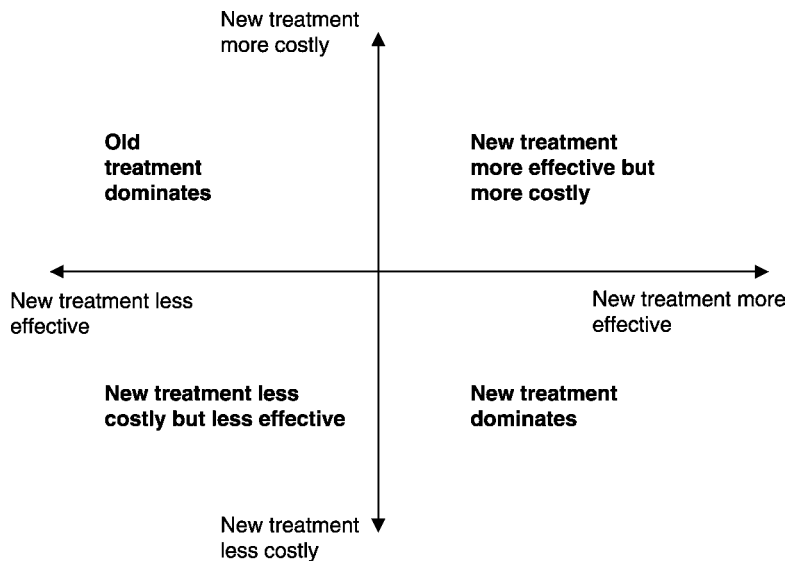 New treatment
more costly
Old
treatment
dominates
New treatment
more effective but
more costly
New treatment less
effective
New treatment more
effective
New treatment less
costly but less effective
New treatment
dominates
New treatment
less costly